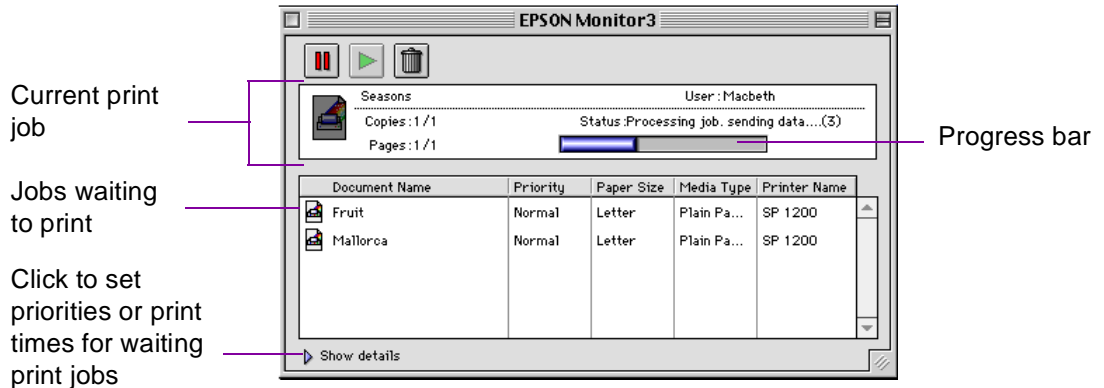 EPSON Monitor3
Current print
job
Seasons
User : Macbeth
Copies : 1 / 1
Status :Processing job. sending data....(3)
Pages : 1 / 1
Progress bar
Jobs waiting
to print
Document Name Priority Paper Size Media Type Printer Name
Fruit Normal Letter Plain Pa... SP 1200
Mallorca Normal Letter Plain Pa... SP 1200
Click to set
priorities or print
times for waiting
print jobs
Show details